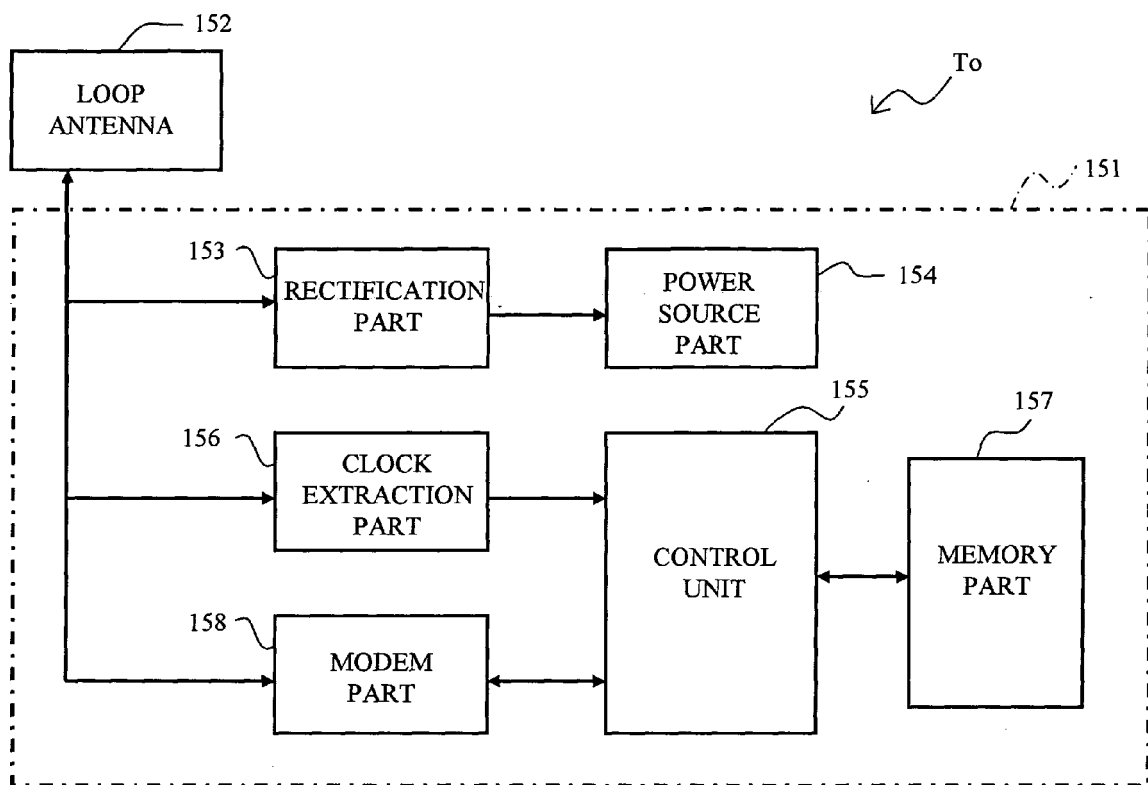 152
LOOP
ANTENNA
To
151
153
RECTIFICATION
PART
POWER
SOURCE
PART
154
155
157
156
CLOCK
EXTRACTION
PART
CONTROL
UNIT
MEMORY
PART
158
MODEM
PART